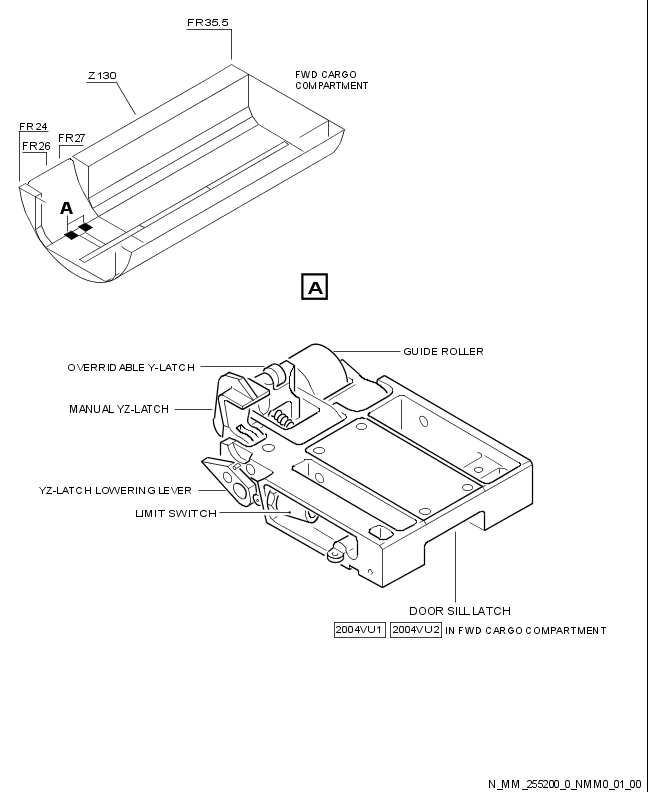 FR35.5
Z130
FWD CARGO
COMPARTMENT
FR24
FR27
FR26
A
A
GUIDE ROLLER
OVERRIDABLE Y-LATCH
MANUAL YZ-LATCH
YZ-LATCH LOWERING LEVER
LIMIT SWITCH
DOOR SILL LATCH
2004VU1 2004VU2 IN FWD CARGO COMPARTMENT
N_MM_255200_0_NMM0_01_00